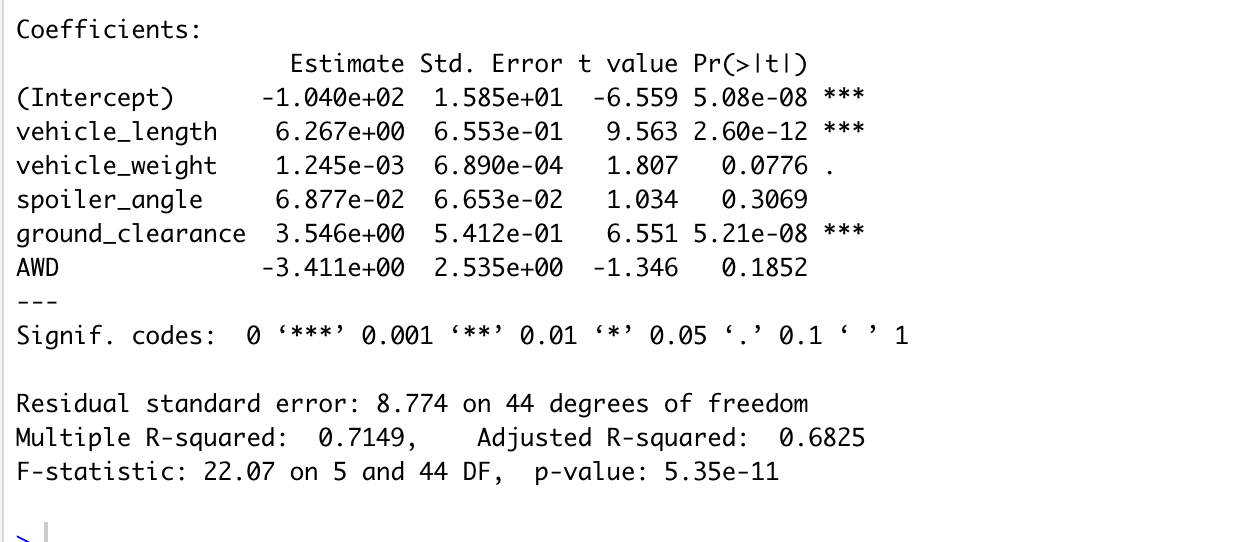 Coefficients:
Estimate Std. Error t value Pr(>|t|)
(Intercept) -1.040e+02 1.585e+01 -6.559 5.08e-08 ***
vehicle_length 6.267e+00 6.553e-01 9.563 2.60e-12 ***
vehicle_weight 1.245e-03 6.890e-04 1.807 0.0776 .
spoiler_angle 6.877e-02 6.653e-02 1.034 0.3069
ground_clearance 3.546e+00 5.412e-01 6.551 5.21e-08 ***
AWD -3.411e+00 2.535e+00 -1.346 0.1852
---
Signif. codes: 0 ‘***’ 0.001 ‘**’ 0.01 ‘*’ 0.05 ‘.’ 0.1 ‘ ’ 1
Residual standard error: 8.774 on 44 degrees of freedom
Multiple R-squared: 0.7149, Adjusted R-squared: 0.6825
F-statistic: 22.07 on 5 and 44 DF, p-value: 5.35e-11
>